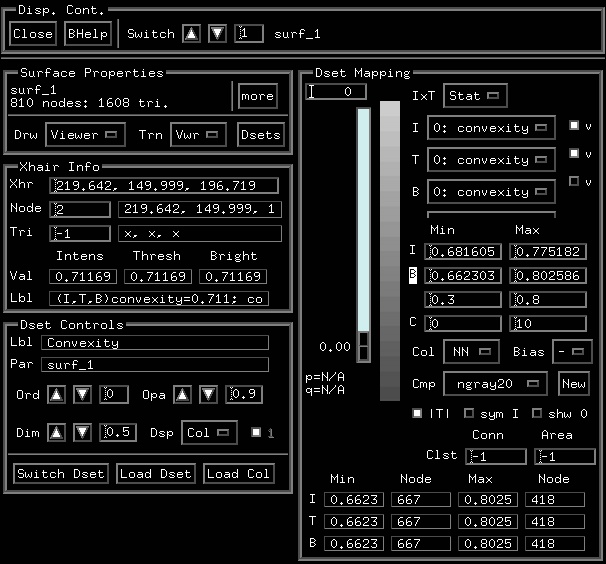 Disp. Cont.
Close BHelp Switch 1 surf_1
Surface Properties
surf_1
810 nodes: 1608 tri.
more
Drw Viewer Trn Vwr Dsets
Xhair Info
Xhr 219.642, 149.999, 196.719
Node 2 219.642, 149.999, 1
Tri -1 x, x, x
Intens Thresh Bright
Val 0.71169 0.71169 0.71169
Lbl (I,T,B)convexity=0.711; co
Dset Controls
Lbl Convexity
Par surf_1
Ord 0 Opa 0.9
Dim 0.5 Dsp Col 1
Switch Dset Load Dset Load Col
Dset Mapping
0
IxT Stat
I 0: convexity v
T 0: convexity v
B 0: convexity v
Min Max
I 0.681605 0.775182
B 0.662303 0.802586
0.3 0.8
C 0 10
0.00
Col NN Bias -
p=N/A
q=N/A
Cmp ngray20 New
|T| sym I shw 0
Conn Area
Clst -1 -1
Min Node Max Node
I 0.6623 667 0.8025 418
T 0.6623 667 0.8025 418
B 0.6623 667 0.8025 418